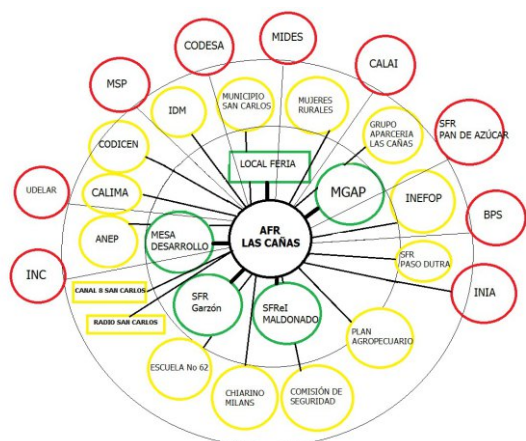 MIDES
CODESA
CALAI
MSP
MUNICIPIO
SAN CARLOS
MUJERES
RURALES
IDM
GRUPO
APARCERIA
LAS CAÑAS
SFR
PAN DE AZÚCAR
CODICEN
LOCAL FERIA
MGAP
UDELAR
CALIMA
INEFOP
BPS
ANEP
MESA
DESARROLLO
AFR
LAS CAÑAS
SFR
PASO DUTRA
INC
CANAL 8 SAN CARLOS
INIA
SFR
Garzón
SFReI
MALDONADO
RADIO SAN CARLOS
PLAN
AGROPECUARIO
ESCUELA No 62
CHIARINO
MILANS
COMISIÓN DE
SEGURIDAD